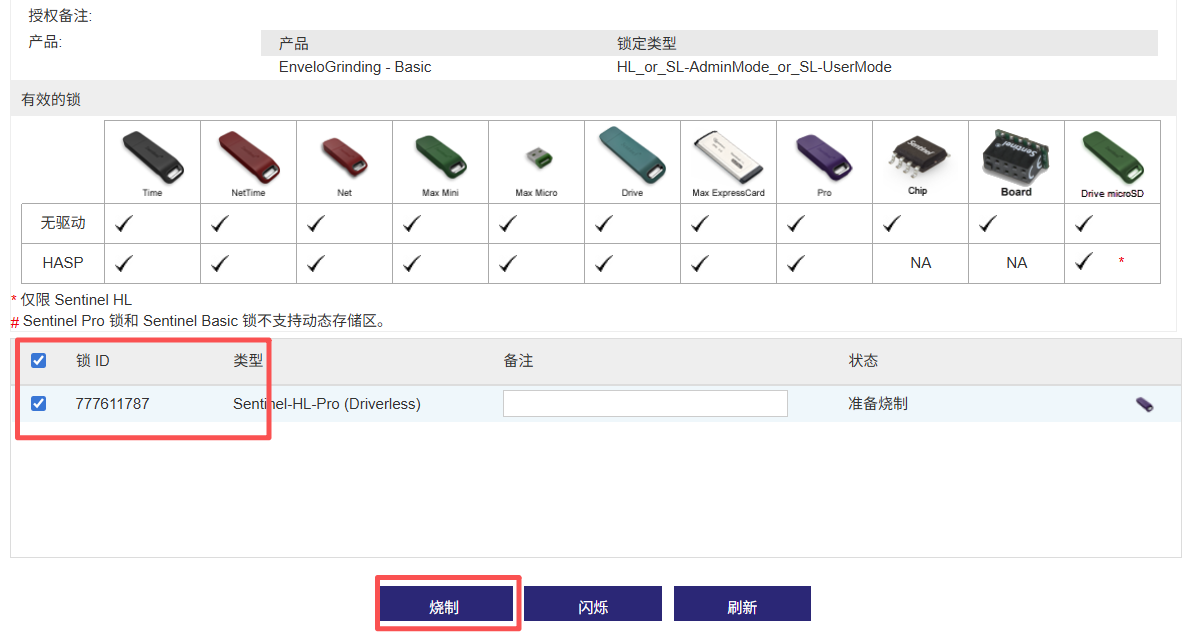 授权备注:
产品:
产品 锁定类型
EnveloGrinding - Basic HL_or_SL-AdminMode_or_SL-UserMode
有效的锁
Time NetTime Net Max Mini Max Micro Drive Max ExpressCard Pro Chip Board Drive microSD
无驱动
HASP NA NA *
* 仅限 Sentinel HL
# Sentinel Pro 锁和 Sentinel Basic 锁不支持动态存储区。
锁 ID 类型 备注 状态
777611787 Sentinel-HL-Pro (Driverless) 准备烧制
烧制 闪烁 刷新